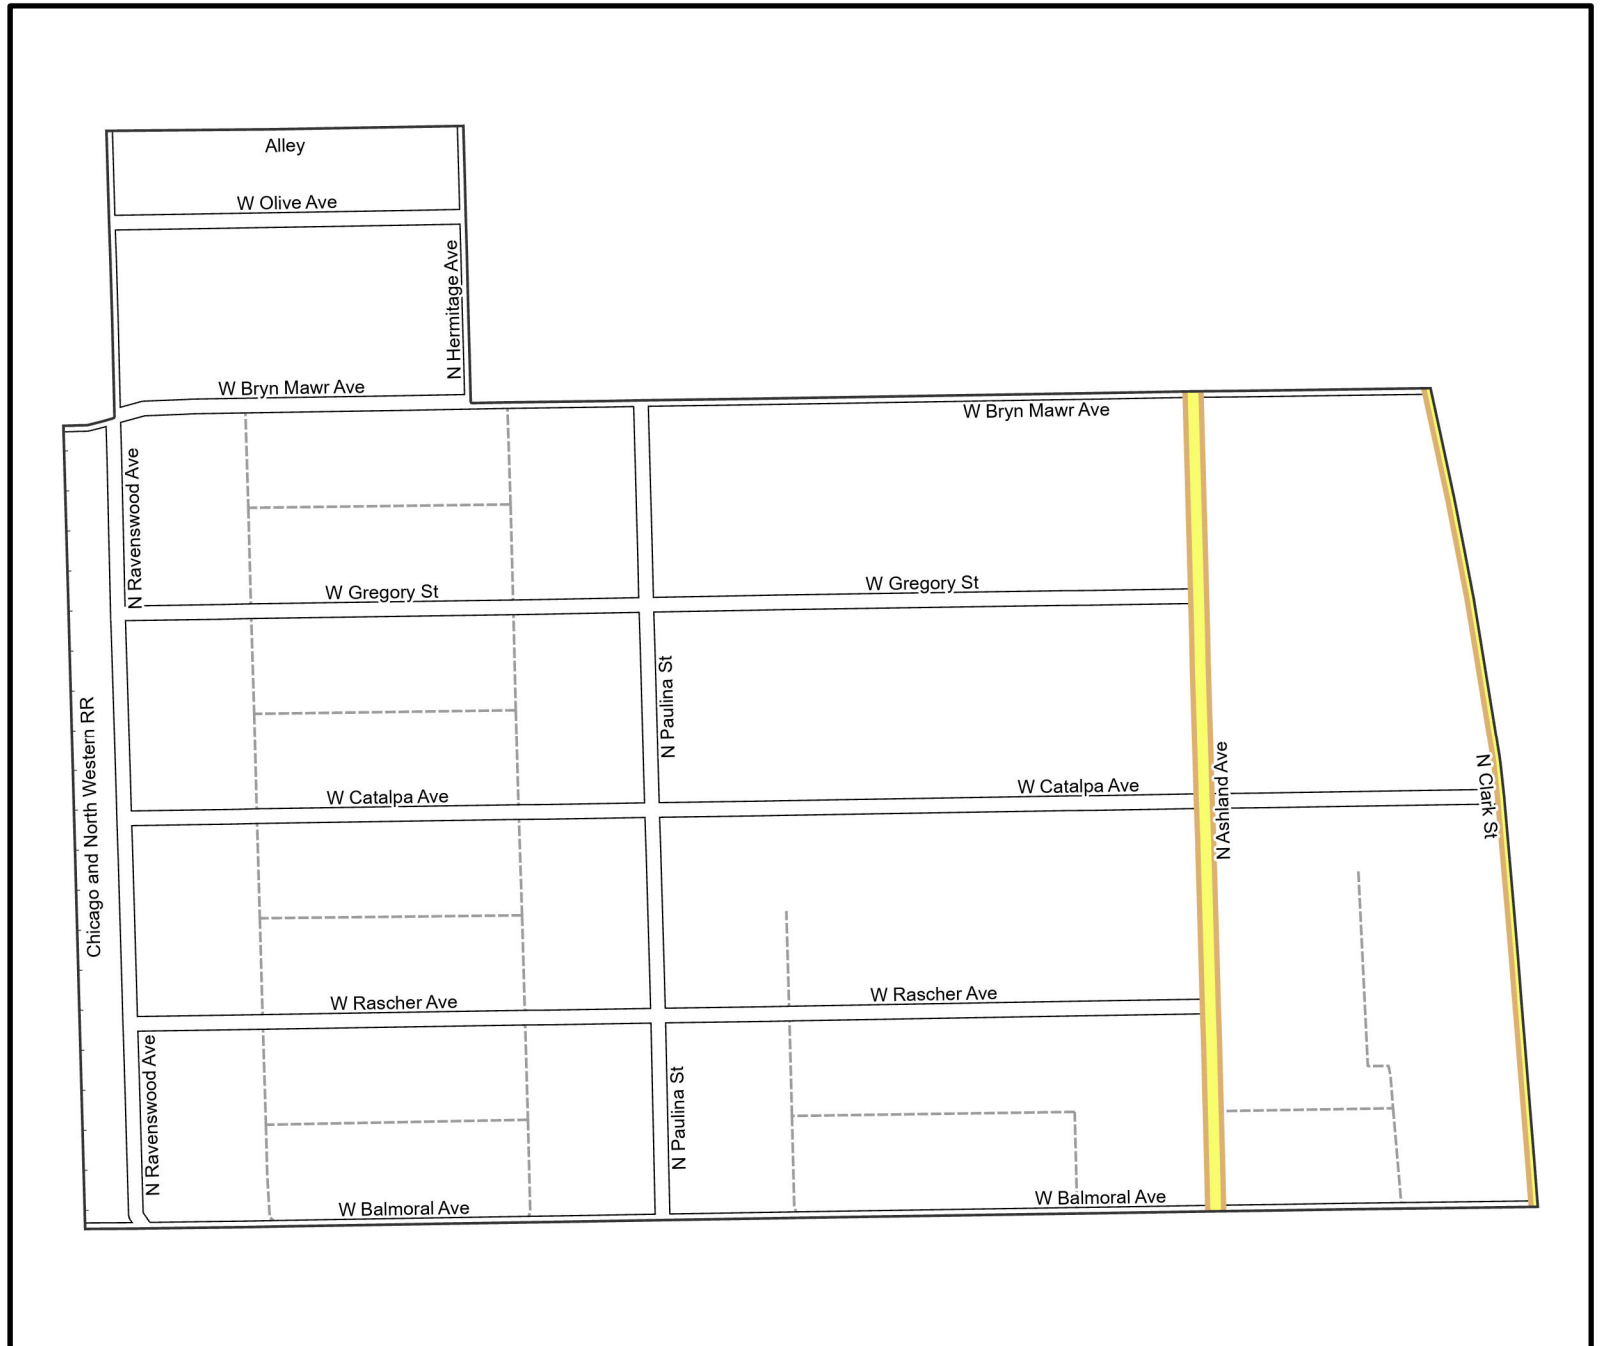 Alley
W Olive Ave
N Hermitage Ave
W Bryn Mawr Ave
W Bryn Mawr Ave
N Ravenswood Ave
W Gregory St
W Gregory St
N Paulina St
Chicago and North Western RR
W Catalpa Ave
W Catalpa Ave
N Ashland Ave
N Clark St
W Rascher Ave
W Rascher Ave
N Ravenswood Ave
N Paulina St
W Balmoral Ave
W Balmoral Ave